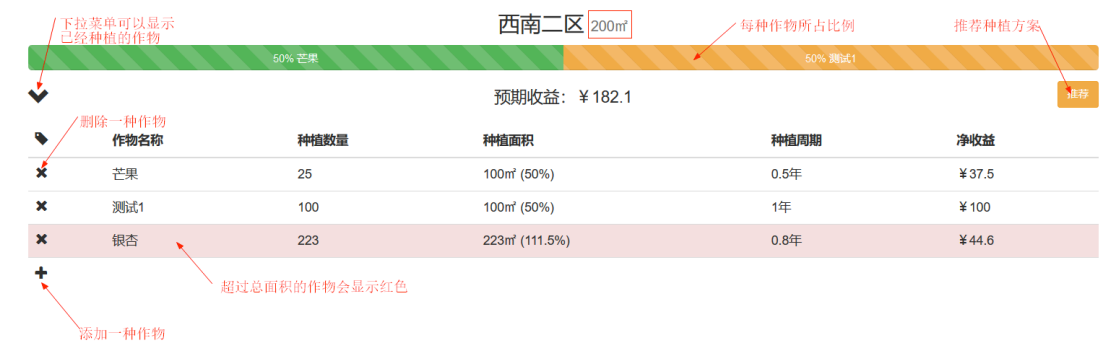 西南二区 200㎡
下拉菜单可以显示
已经种植的作物
每种作物所占比例
推荐种植方案
50% 芒果 50% 测试1
预期收益：￥182.1
推荐
删除一种作物
作物名称 种植数量 种植面积 种植周期 净收益
芒果 25 100㎡ (50%) 0.5年 ￥37.5
测试1 100 100㎡ (50%) 1年 ￥100
银杏 223 223㎡ (111.5%) 0.8年 ￥44.6
超过总面积的作物会显示红色
添加一种作物